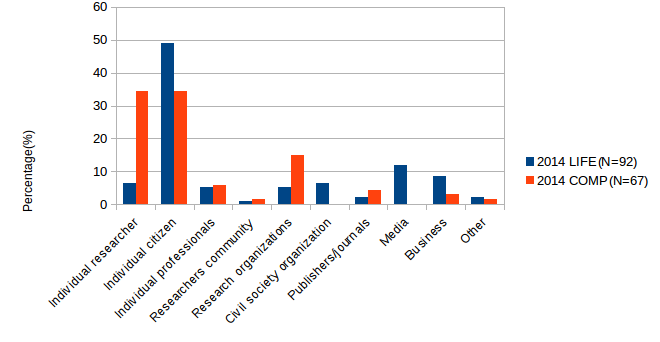 60
50
40
30
20
10
0
Percentage(%)
Individual researcher
Individual citizen
Individual professionals
Researchers community
Research organizations
Civil society organization
Publishers/journals
Media
Business
Other
2014 LIFE(N=92)
2014 COMP(N=67)